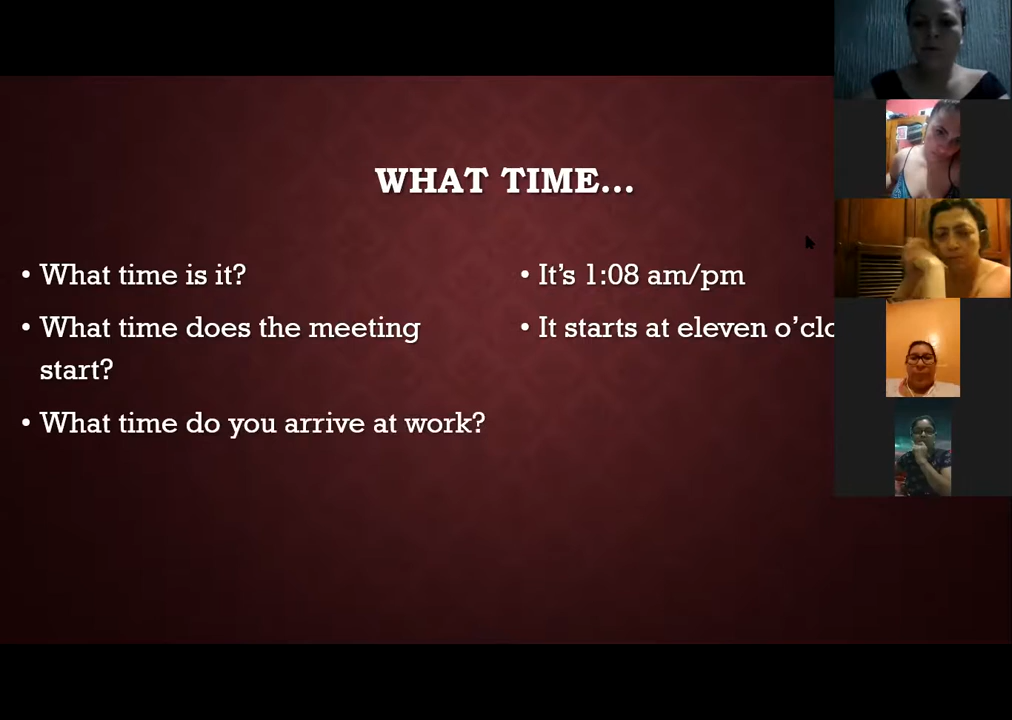 WHAT TIME...
• What time is it?
• What time does the meeting
start?
• What time do you arrive at work?
• It's 1:08 am/pm
• It starts at eleven